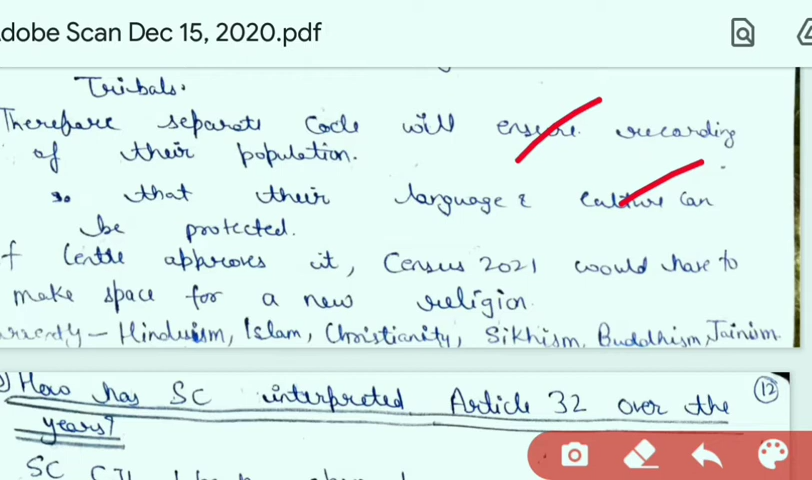 dobe Scan Dec 15, 2020.pdf
Tribals.
Therefore separate code will ensure recording
of their population.
so that their language & culture can
be protected.
f Centre approves it, Census 2021 would have to
make space for a new religion.
Hinduism, Islam, Christianity, Sikhism, Buddhism, Jainism.
12
How has SC interpreted Article 32 over the
years?
SC CJI